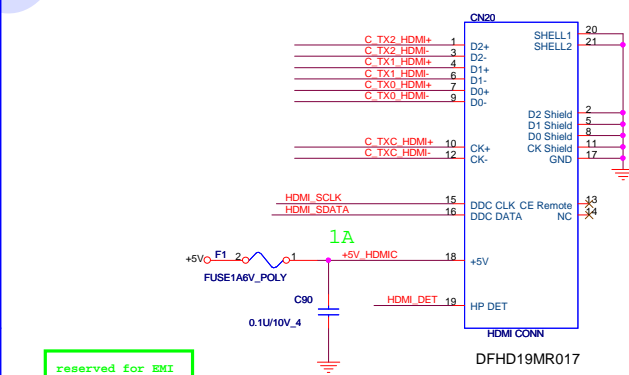 CN20
C_TX2_HDMI+ 1 D2+ SHELL1 20
C_TX2_HDMI- 3 D2- SHELL2 21
C_TX1_HDMI+ 4 D1+
C_TX1_HDMI- 6 D1-
C_TX0_HDMI+ 7 D0+
C_TX0_HDMI- 9 D0-
D2 Shield 2
D1 Shield 5
D0 Shield 8
C_TXC_HDMI+ 10 CK+ CK Shield 11
C_TXC_HDMI- 12 CK- GND 17
HDMI_SCLK 15 DDC CLK CE Remote 13
HDMI_SDATA 16 DDC DATA NC 14
1A
+5V F1 2 1 +5V_HDMIC 18 +5V
FUSE1A6V_POLY
C90 HDMI_DET 19 HP DET
0.1U/10V_4
HDMI CONN
DFHD19MR017
reserved for EMI